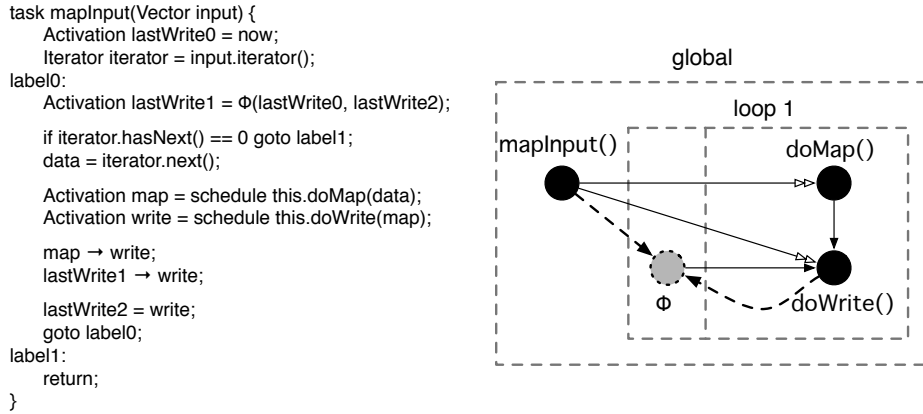 task mapInput(Vector input) {
Activation lastWrite0 = now;
Iterator iterator = input.iterator();
label0:
Activation lastWrite1 = Φ(lastWrite0, lastWrite2);
if iterator.hasNext() == 0 goto label1;
data = iterator.next();
Activation map = schedule this.doMap(data);
Activation write = schedule this.doWrite(map);
map → write;
lastWrite1 → write;
lastWrite2 = write;
goto label0;
label1:
return;
}
global
loop 1
mapInput()
doMap()
Φ
doWrite()